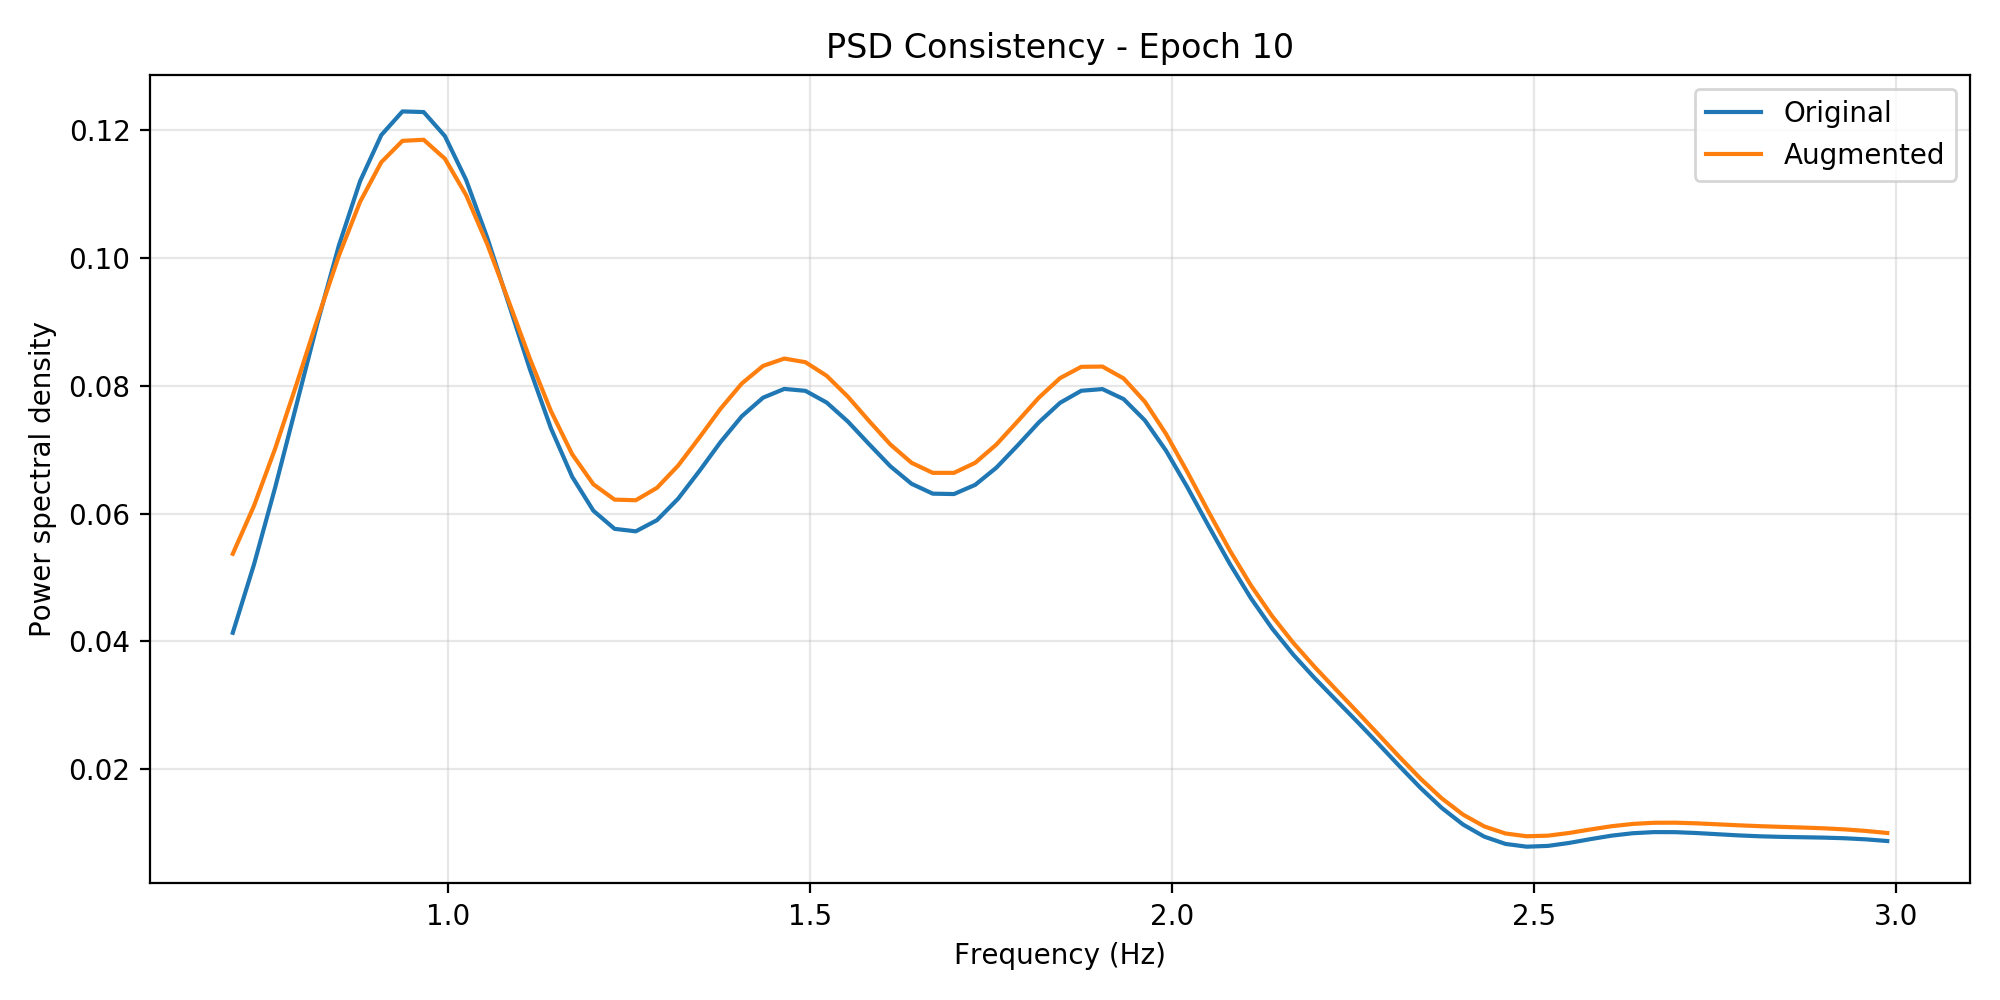 PSD Consistency - Epoch 10
Original
Augmented
Power spectral density
0.12
0.10
0.08
0.06
0.04
0.02
1.0 1.5 2.0 2.5 3.0
Frequency (Hz)